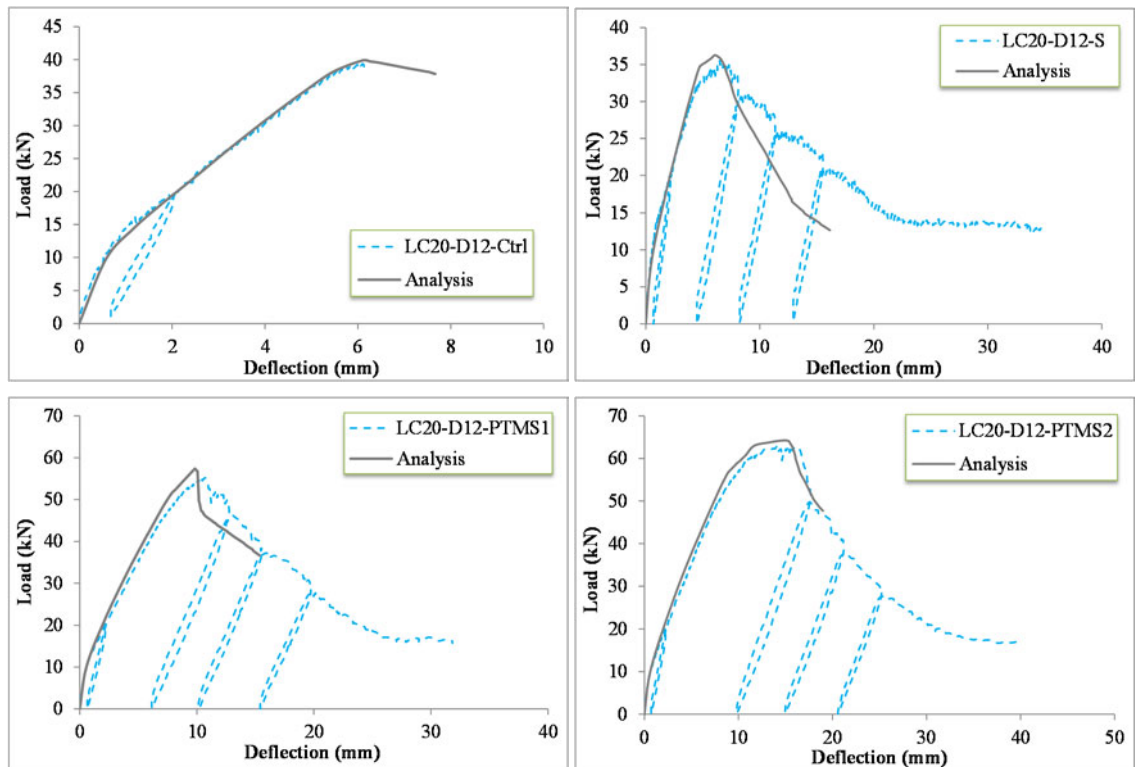 45
40
35
30
25
20
15
10
5
0
Load (kN)
LC20-D12-Ctrl
Analysis
0 2 4 6 8 10
Deflection (mm)
40
35
30
25
20
15
10
5
0
Load (kN)
LC20-D12-S
Analysis
0 10 20 30 40
Deflection (mm)
70
60
50
40
30
20
10
0
Load (kN)
LC20-D12-PTMS1
Analysis
0 10 20 30 40
Deflection (mm)
70
60
50
40
30
20
10
0
Load (kN)
LC20-D12-PTMS2
Analysis
0 10 20 30 40 50
Deflection (mm)